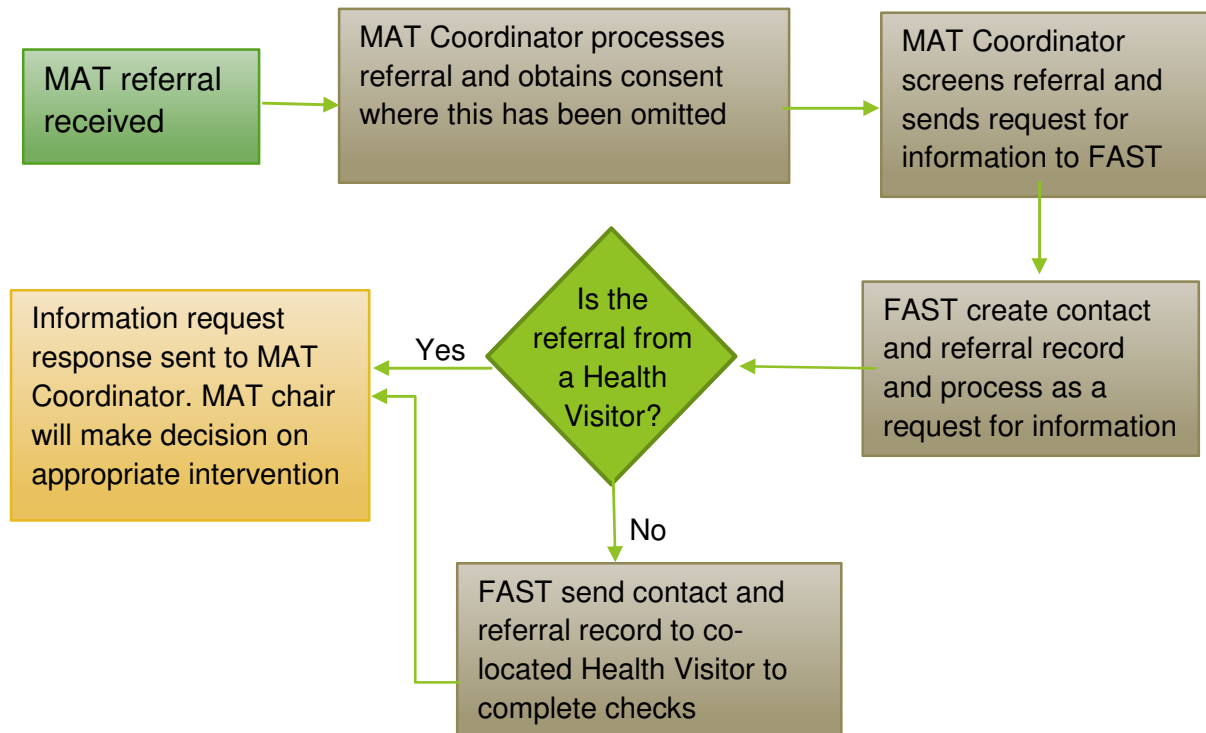 MAT referral
received
MAT Coordinator processes
referral and obtains consent
where this has been omitted
MAT Coordinator
screens referral and
sends request for
information to FAST
FAST create contact
and referral record
and process as a
request for information
Is the
referral from
a Health
Visitor?
Yes
Information request
response sent to MAT
Coordinator. MAT chair
will make decision on
appropriate intervention
No
FAST send contact and
referral record to co-
located Health Visitor to
complete checks